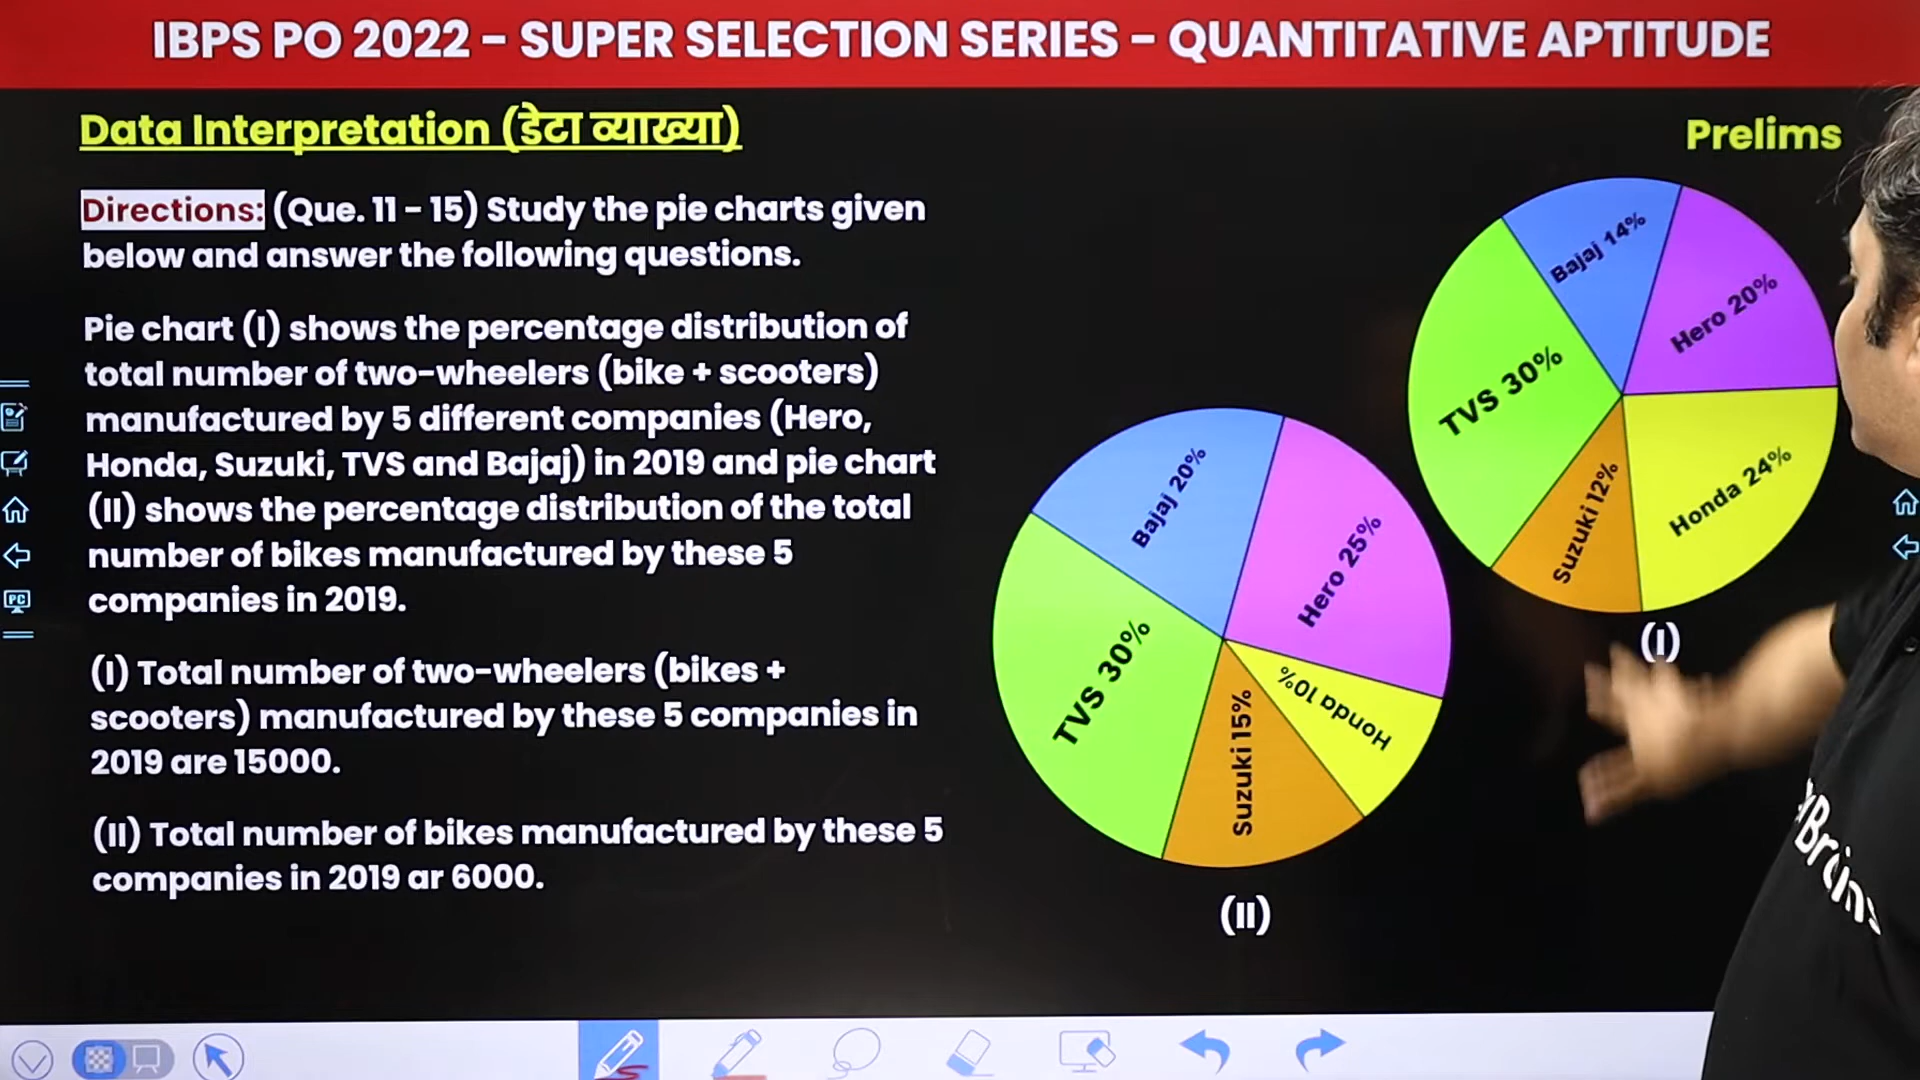 IBPS PO 2022 - SUPER SELECTION SERIES - QUANTITATIVE APTITUDE
Data Interpretation (डेटा व्याख्या)
Prelims
Directions: (Que. 11 - 15) Study the pie charts given
below and answer the following questions.
Pie chart (I) shows the percentage distribution of
total number of two-wheelers (bike + scooters)
manufactured by 5 different companies (Hero,
Honda, Suzuki, TVS and Bajaj) in 2019 and pie chart
(II) shows the percentage distribution of the total
number of bikes manufactured by these 5
companies in 2019.
(I) Total number of two-wheelers (bikes +
scooters) manufactured by these 5 companies in
2019 are 15000.
(II) Total number of bikes manufactured by these 5
companies in 2019 ar 6000.
Bajaj 14%
Hero 20%
TVS 30%
Honda 24%
Suzuki 12%
(I)
Bajaj 20%
Hero 25%
TVS 30%
Honda 10%
Suzuki 15%
(II)
PC